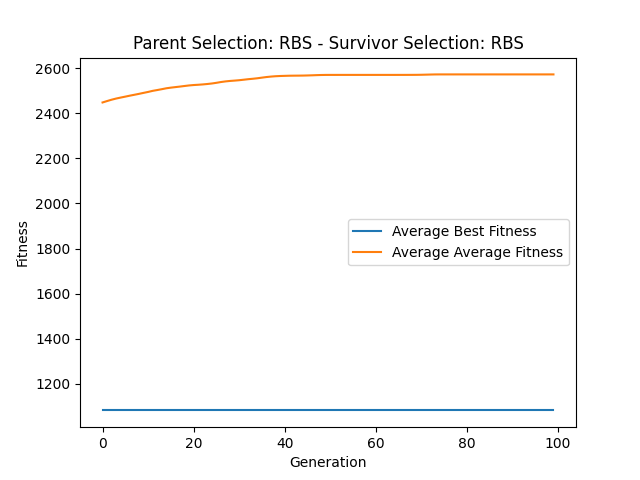 Parent Selection: RBS - Survivor Selection: RBS
2600
2400
2200
2000
1800
1600
1400
1200
Fitness
Average Best Fitness
Average Average Fitness
0 20 40 60 80 100
Generation